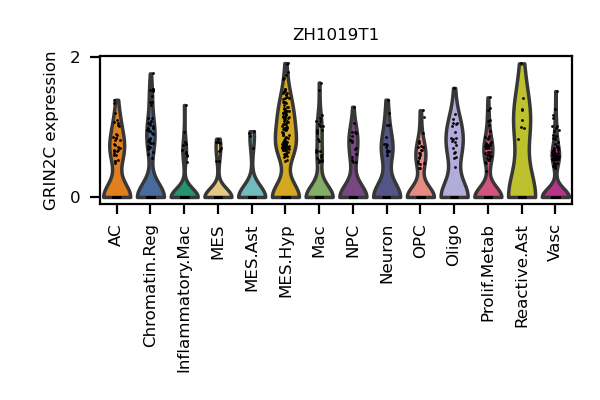 ZH1019T1
GRIN2C expression
2
0
AC
Chromatin.Reg
Inflammatory.Mac
MES
MES.Ast
MES.Hyp
Mac
NPC
Neuron
OPC
Oligo
Prolif.Metab
Reactive.Ast
Vasc